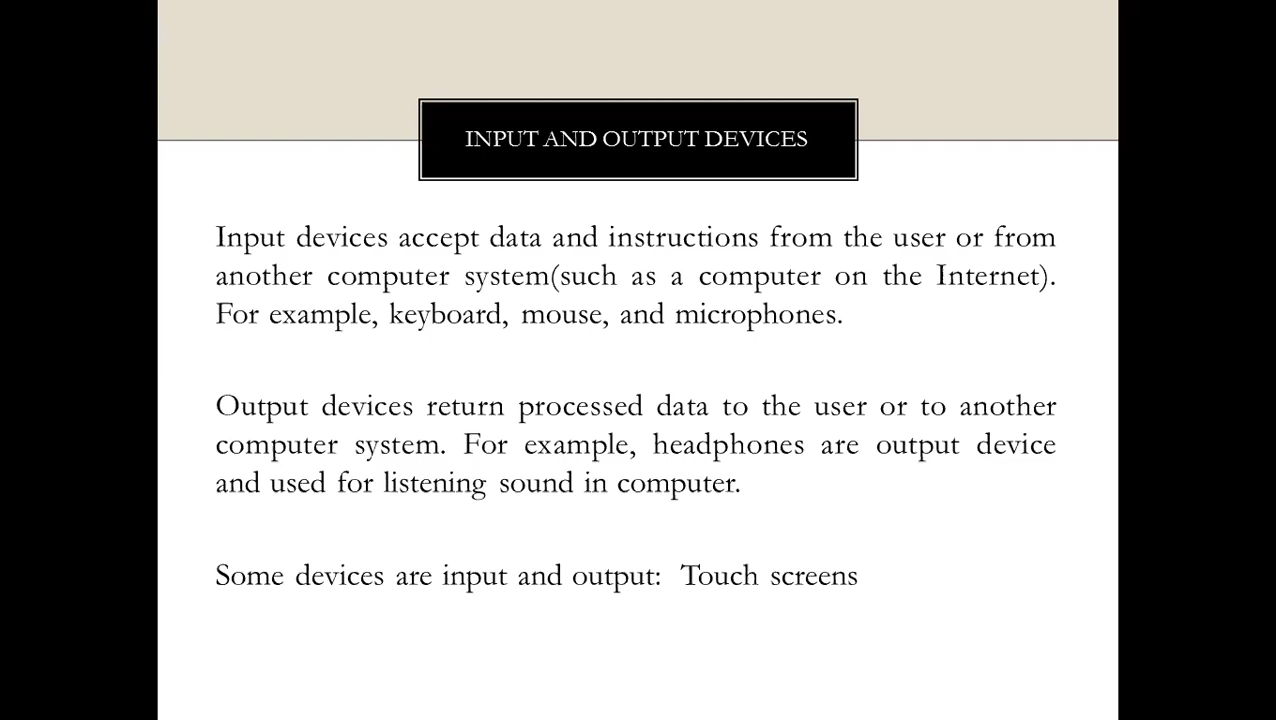 INPUT AND OUTPUT DEVICES
Input devices accept data and instructions from the user or from
another computer system(such as a computer on the Internet).
For example, keyboard, mouse, and microphones.
Output devices return processed data to the user or to another
computer system. For example, headphones are output device
and used for listening sound in computer.
Some devices are input and output: Touch screens